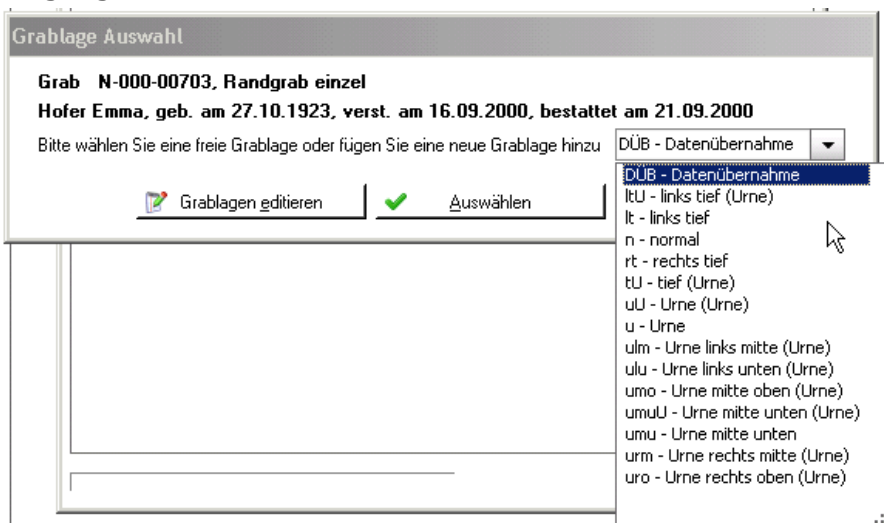 Grablage Auswahl
Grab N-000-00703, Randgrab einzel
Hofer Emma, geb. am 27.10.1923, verst. am 16.09.2000, bestattet am 21.09.2000
Bitte wählen Sie eine freie Grablage oder fügen Sie eine neue Grablage hinzu DÜB - Datenübernahme
Grablagen editieren Auswählen
DÜB - Datenübernahme
ltU - links tief (Urne)
lt - links tief
n - normal
rt - rechts tief
tU - tief (Urne)
uU - Urne (Urne)
u - Urne
ulm - Urne links mitte (Urne)
ulu - Urne links unten (Urne)
umo - Urne mitte oben (Urne)
umuU - Urne mitte unten (Urne)
umu - Urne mitte unten
urm - Urne rechts mitte (Urne)
uro - Urne rechts oben (Urne)